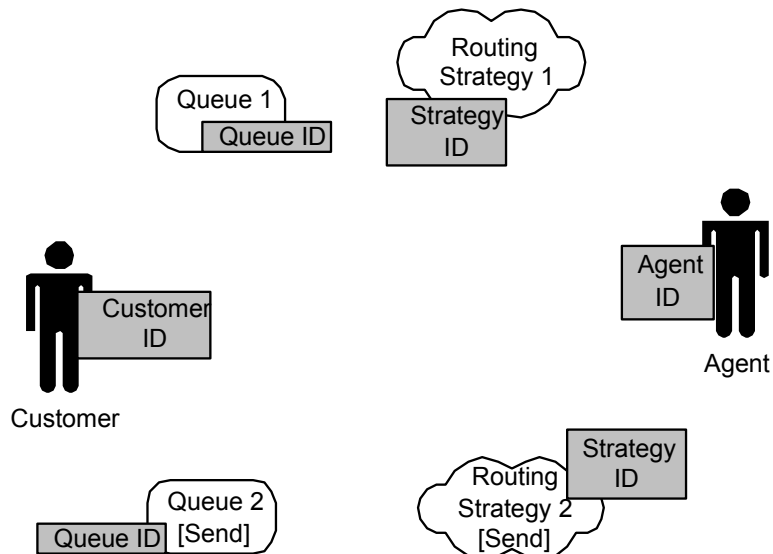 Routing
Strategy 1
Queue 1
Queue ID
Strategy
ID
Agent
ID
Customer
ID
Agent
Customer
Strategy
ID
Routing
Strategy 2
[Send]
Queue 2
[Send]
Queue ID